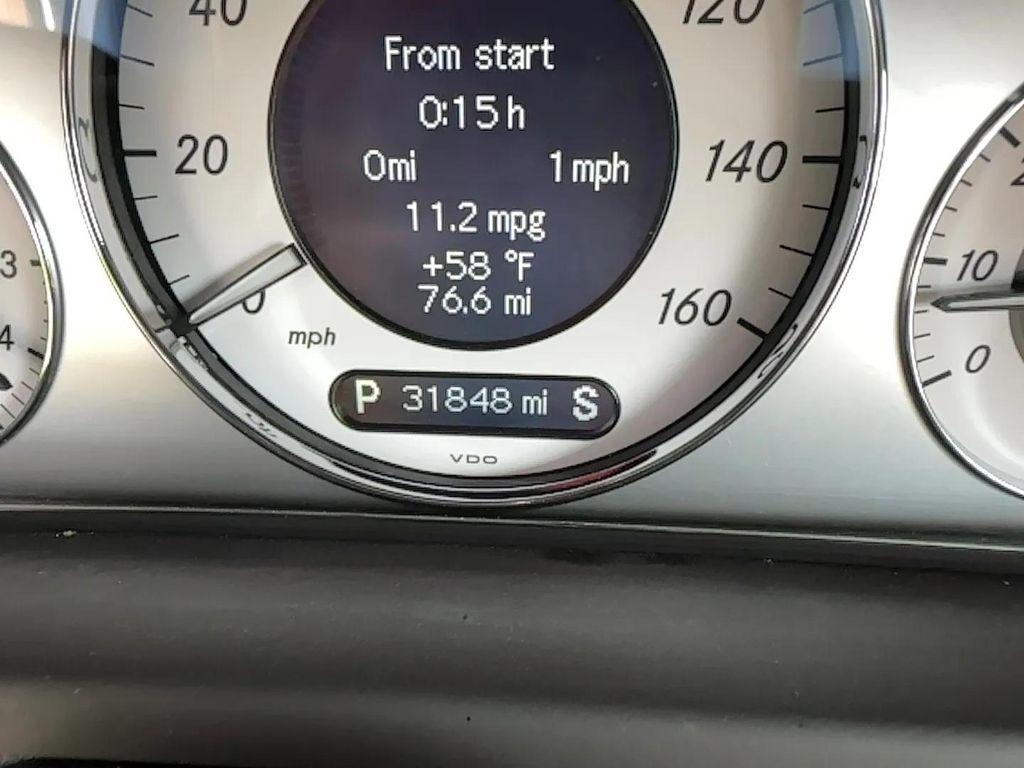 40
120
From start
0:15 h
20
0mi 1 mph
140
11.2 mpg
+58 °F
3
10
76.6 mi
0
160
4
mph
0
P 31848 mi S
VDO